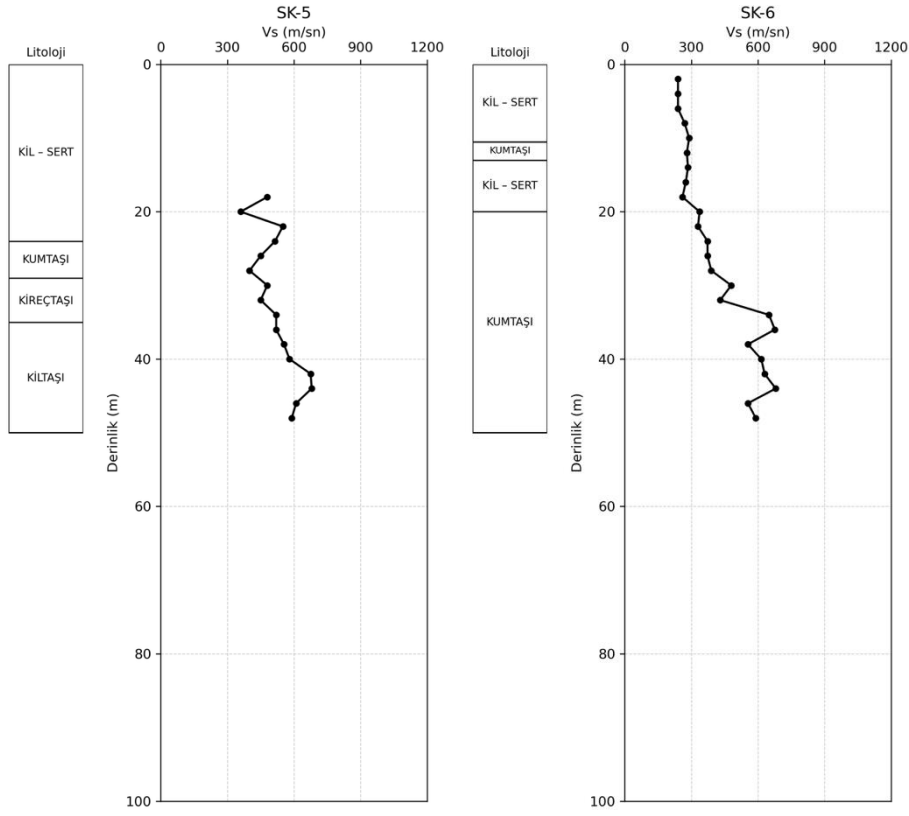 SK-5
Vs (m/sn)
0 300 600 900 1200
Litoloji
KİL – SERT
KUMTAŞI
KİREÇTAŞI
KİLTAŞI
Derinlik (m)
0
20
40
60
80
100
SK-6
Vs (m/sn)
0 300 600 900 1200
Litoloji
KİL – SERT
KUMTAŞI
KİL – SERT
KUMTAŞI
Derinlik (m)
0
20
40
60
80
100